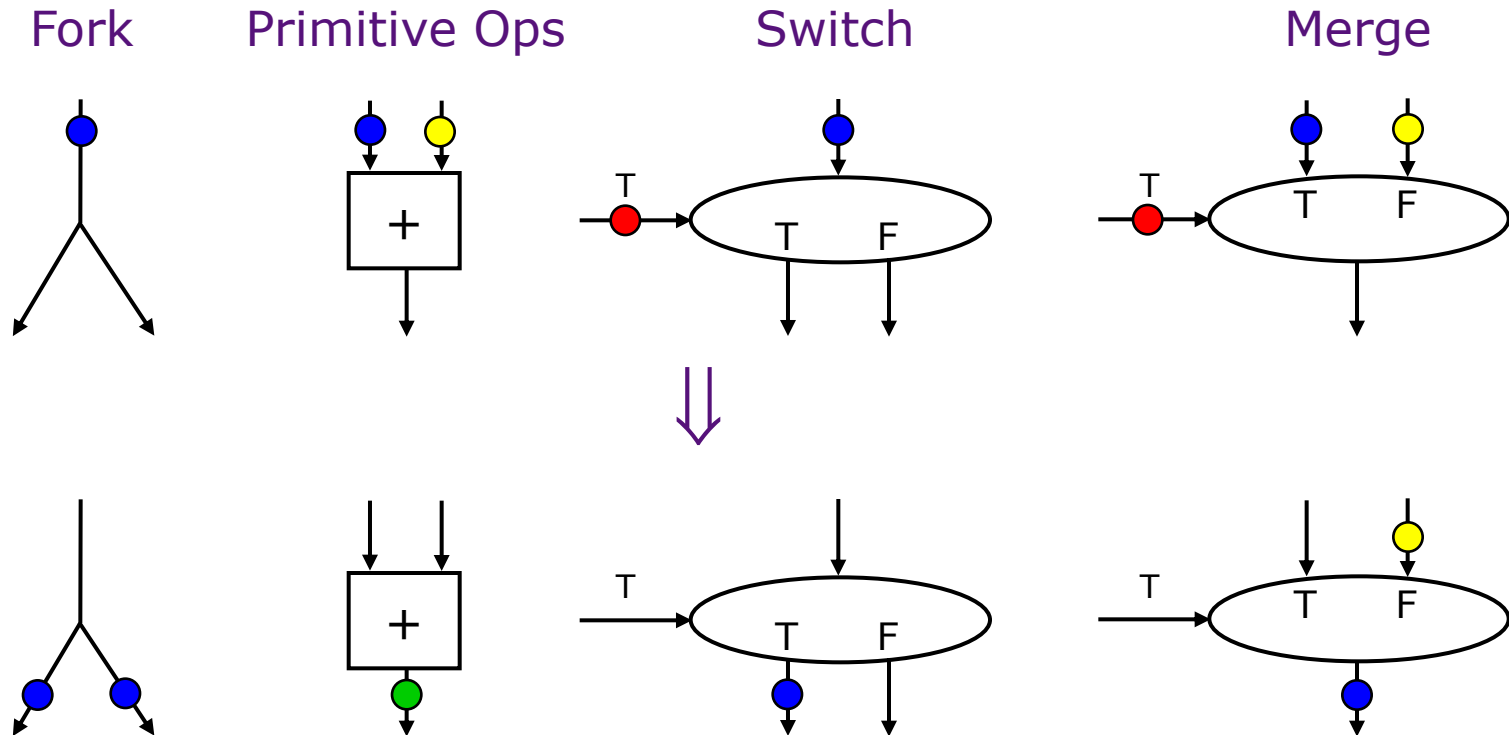 Fork Primitive Ops Switch Merge
T T
T F
+ T F
⇓
T T
T F
+ T F